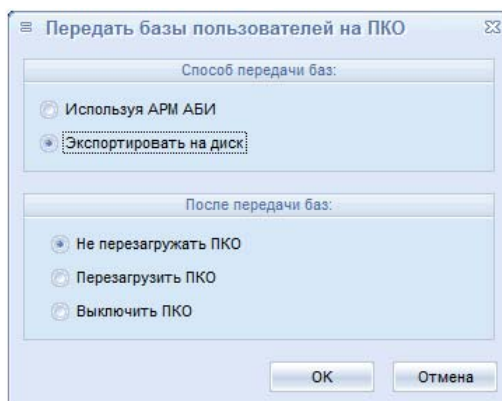 Передать базы пользователей на ПКО
Способ передачи баз:
Используя АРМ АБИ
Экспортировать на диск
После передачи баз:
Не перезагружать ПКО
Перезагрузить ПКО
Выключить ПКО
ОК Отмена